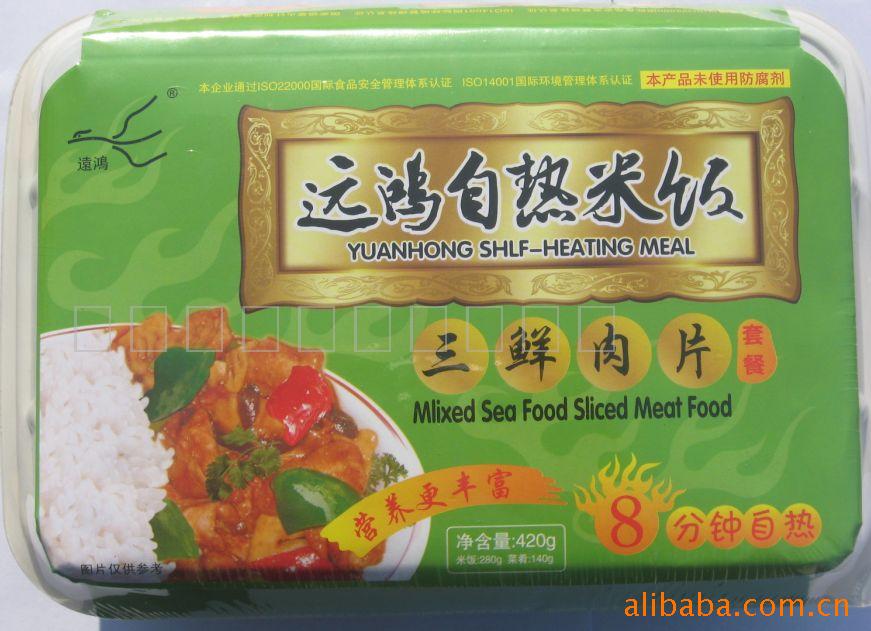 本企业通过ISO22000国际食品安全管理体系认证 ISO14001国际环境管理体系认证 本产品未使用防腐剂
®
遠鴻
远鸿自热米饭
YUANHONG SHLF-HEATING MEAL
三鲜肉片 套餐
Mlixed Sea Food Sliced Meat Food
营养更丰富
8分钟自热
净含量:420g
米饭:280g 菜肴:140g
图片仅供参考
alibaba.com.cn